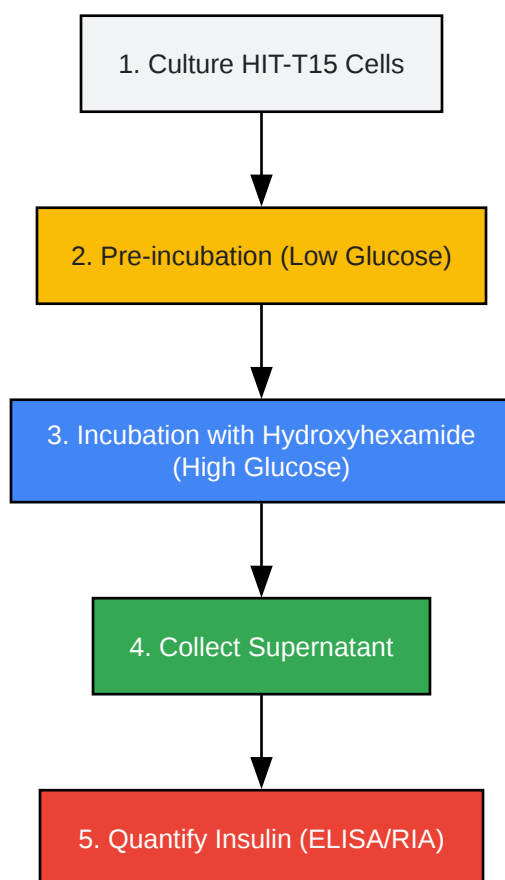 1. Culture HIT-T15 Cells
2. Pre-incubation (Low Glucose)
3. Incubation with Hydroxyhexamide
(High Glucose)
4. Collect Supernatant
5. Quantify Insulin (ELISA/RIA)